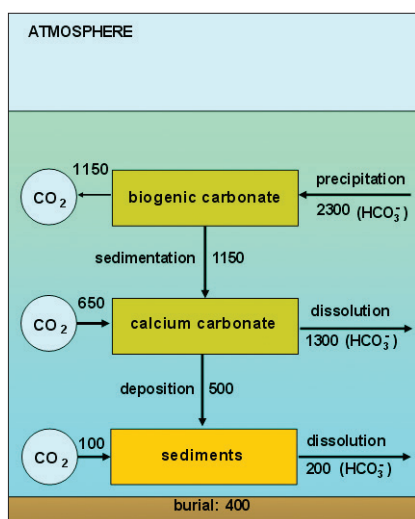 ATMOSPHERE
1150
precipitation
CO₂
biogenic carbonate
2300 (HCO₃⁻)
sedimentation 1150
650
dissolution
CO₂
calcium carbonate
1300 (HCO₃⁻)
deposition 500
100
dissolution
CO₂
sediments
200 (HCO₃⁻)
burial: 400